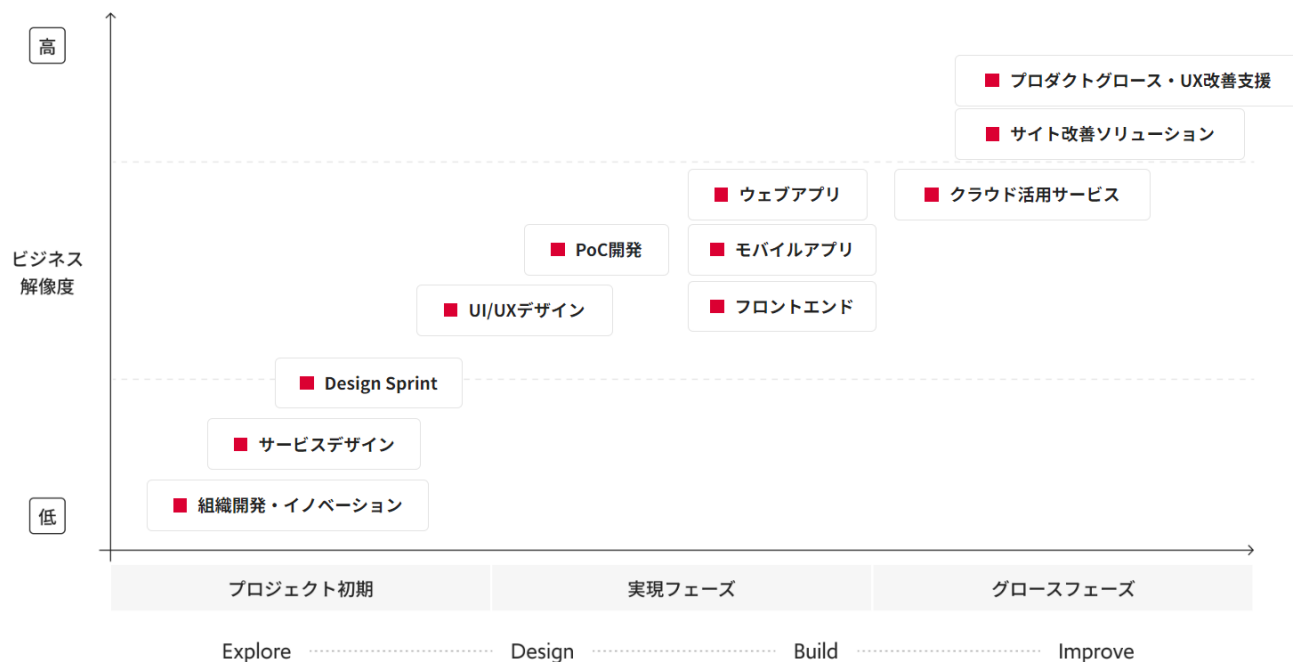 高
プロダクトグロース・UX改善支援
サイト改善ソリューション
ウェブアプリ
クラウド活用サービス
PoC開発
モバイルアプリ
ビジネス
解像度
UI/UXデザイン
フロントエンド
Design Sprint
サービスデザイン
組織開発・イノベーション
低
プロジェクト初期
実現フェーズ
グロースフェーズ
Explore
Design
Build
Improve